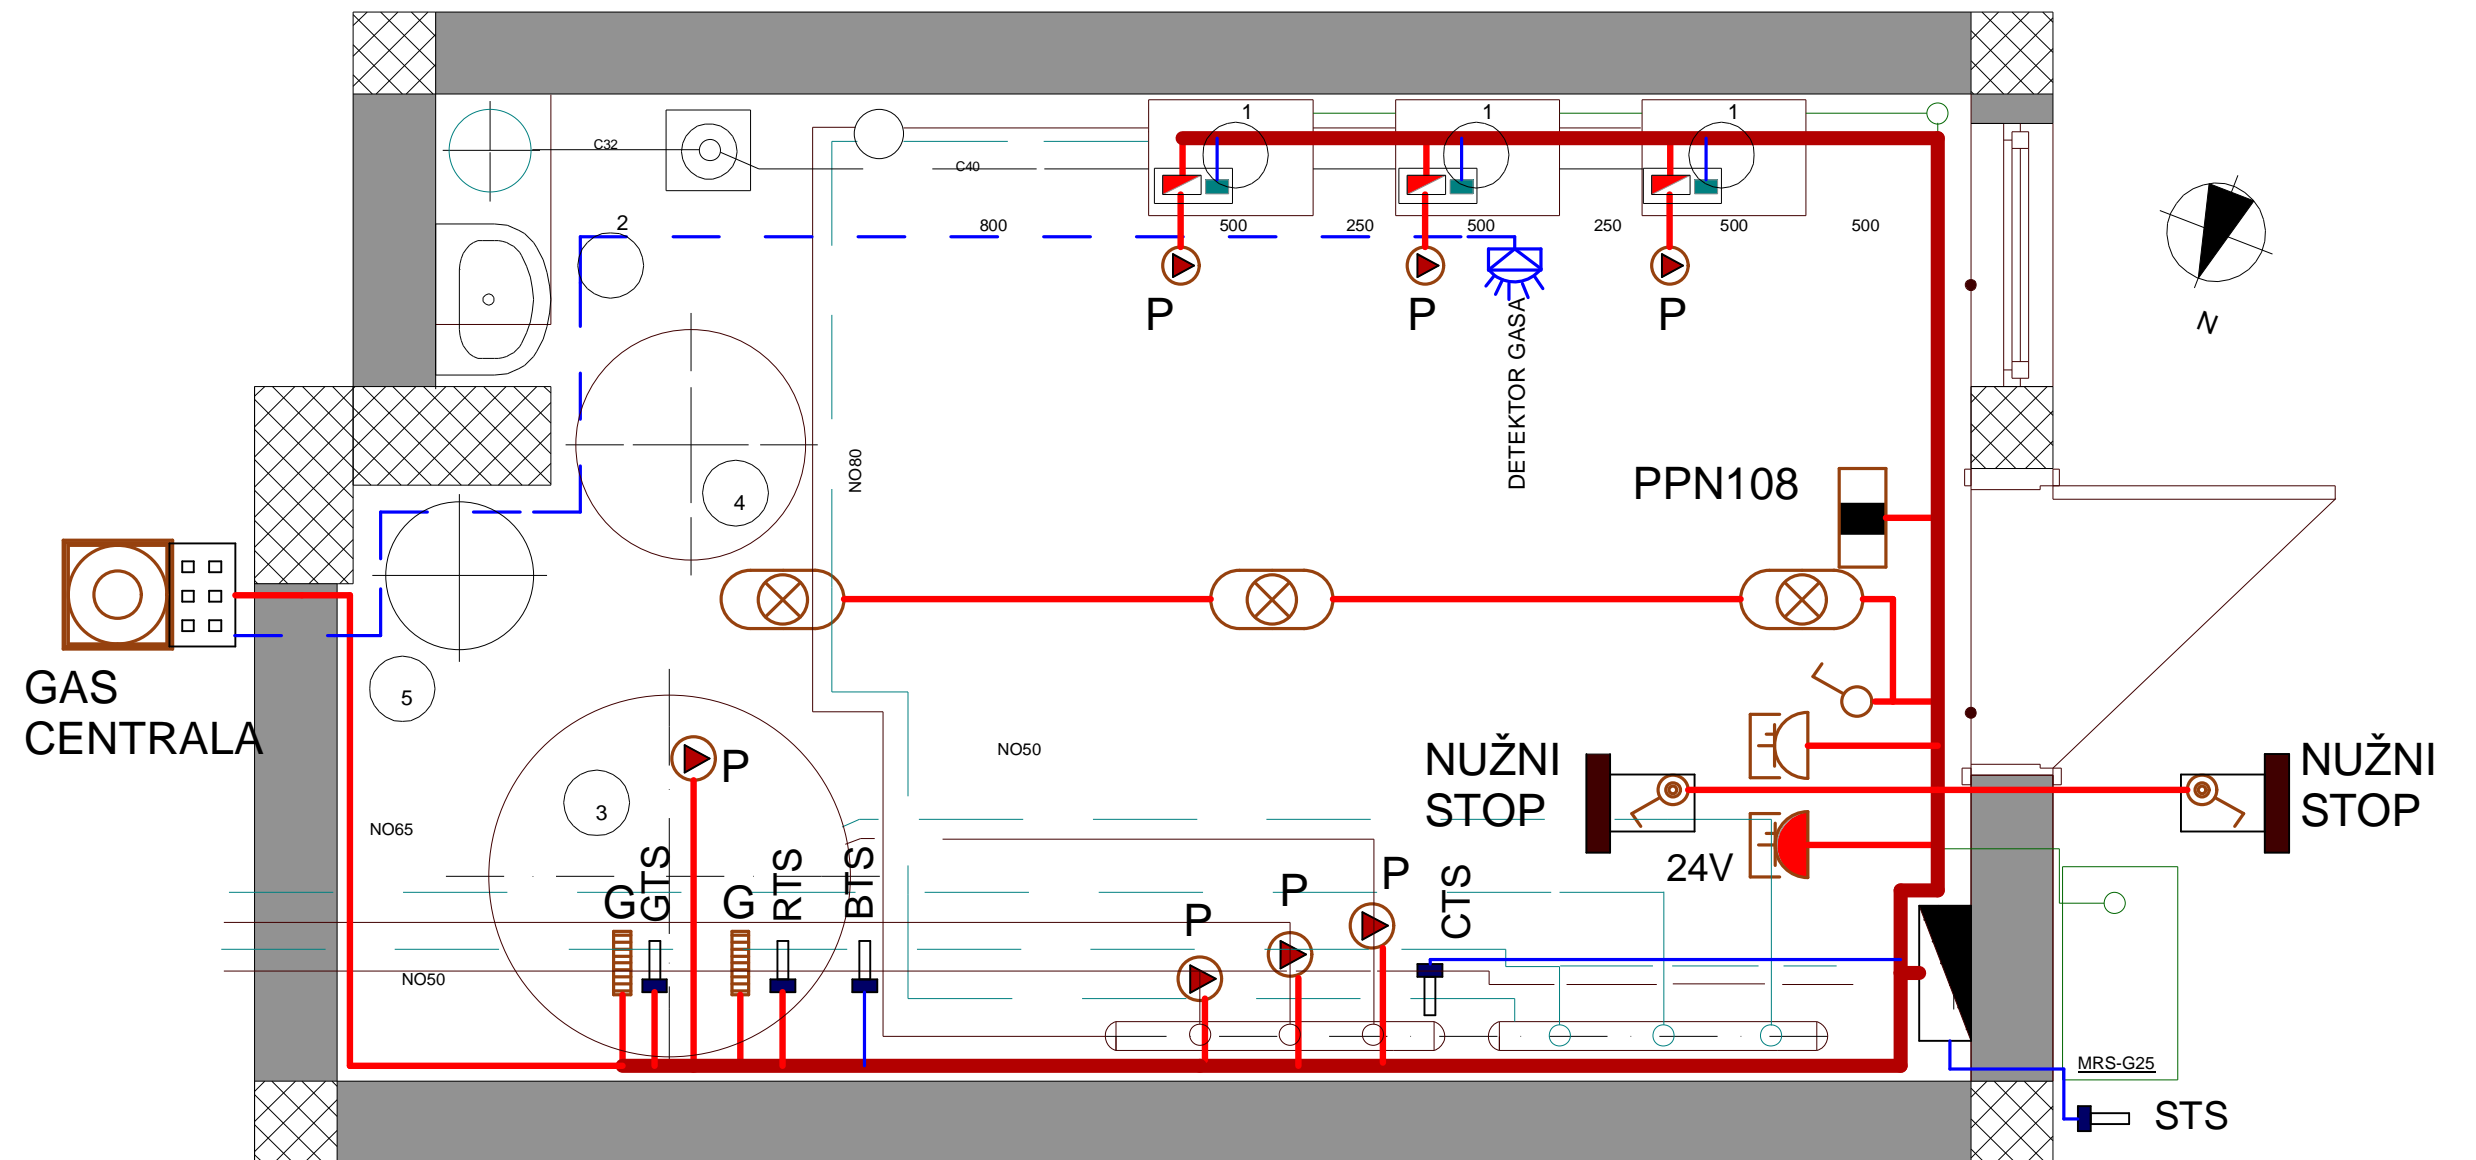 1 1 1
C32
C40
2
800 500 250 500 250 500 500
P P P
N
DETEKTOR GASA
NO80
4
PPN108
GAS
CENTRALA
5
NO50
P
NUŽNI
STOP
NUŽNI
STOP
3
NO65
24V
G GTS G RTS BTS
P P P
CTS
NO50
MRS-G25
STS